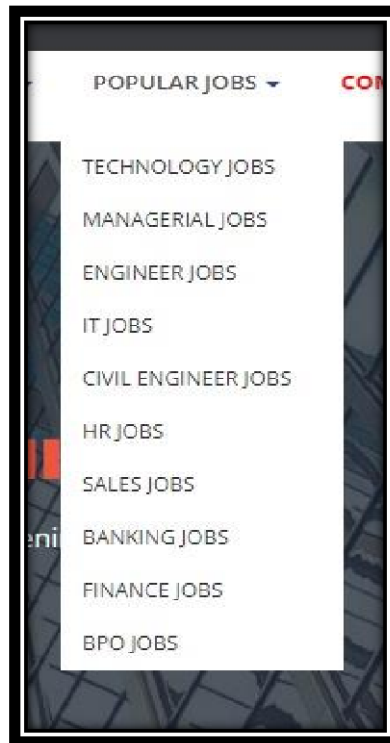 POPULAR JOBS
TECHNOLOGY JOBS
MANAGERIAL JOBS
ENGINEER JOBS
IT JOBS
CIVIL ENGINEER JOBS
HR JOBS
SALES JOBS
BANKING JOBS
FINANCE JOBS
BPO JOBS